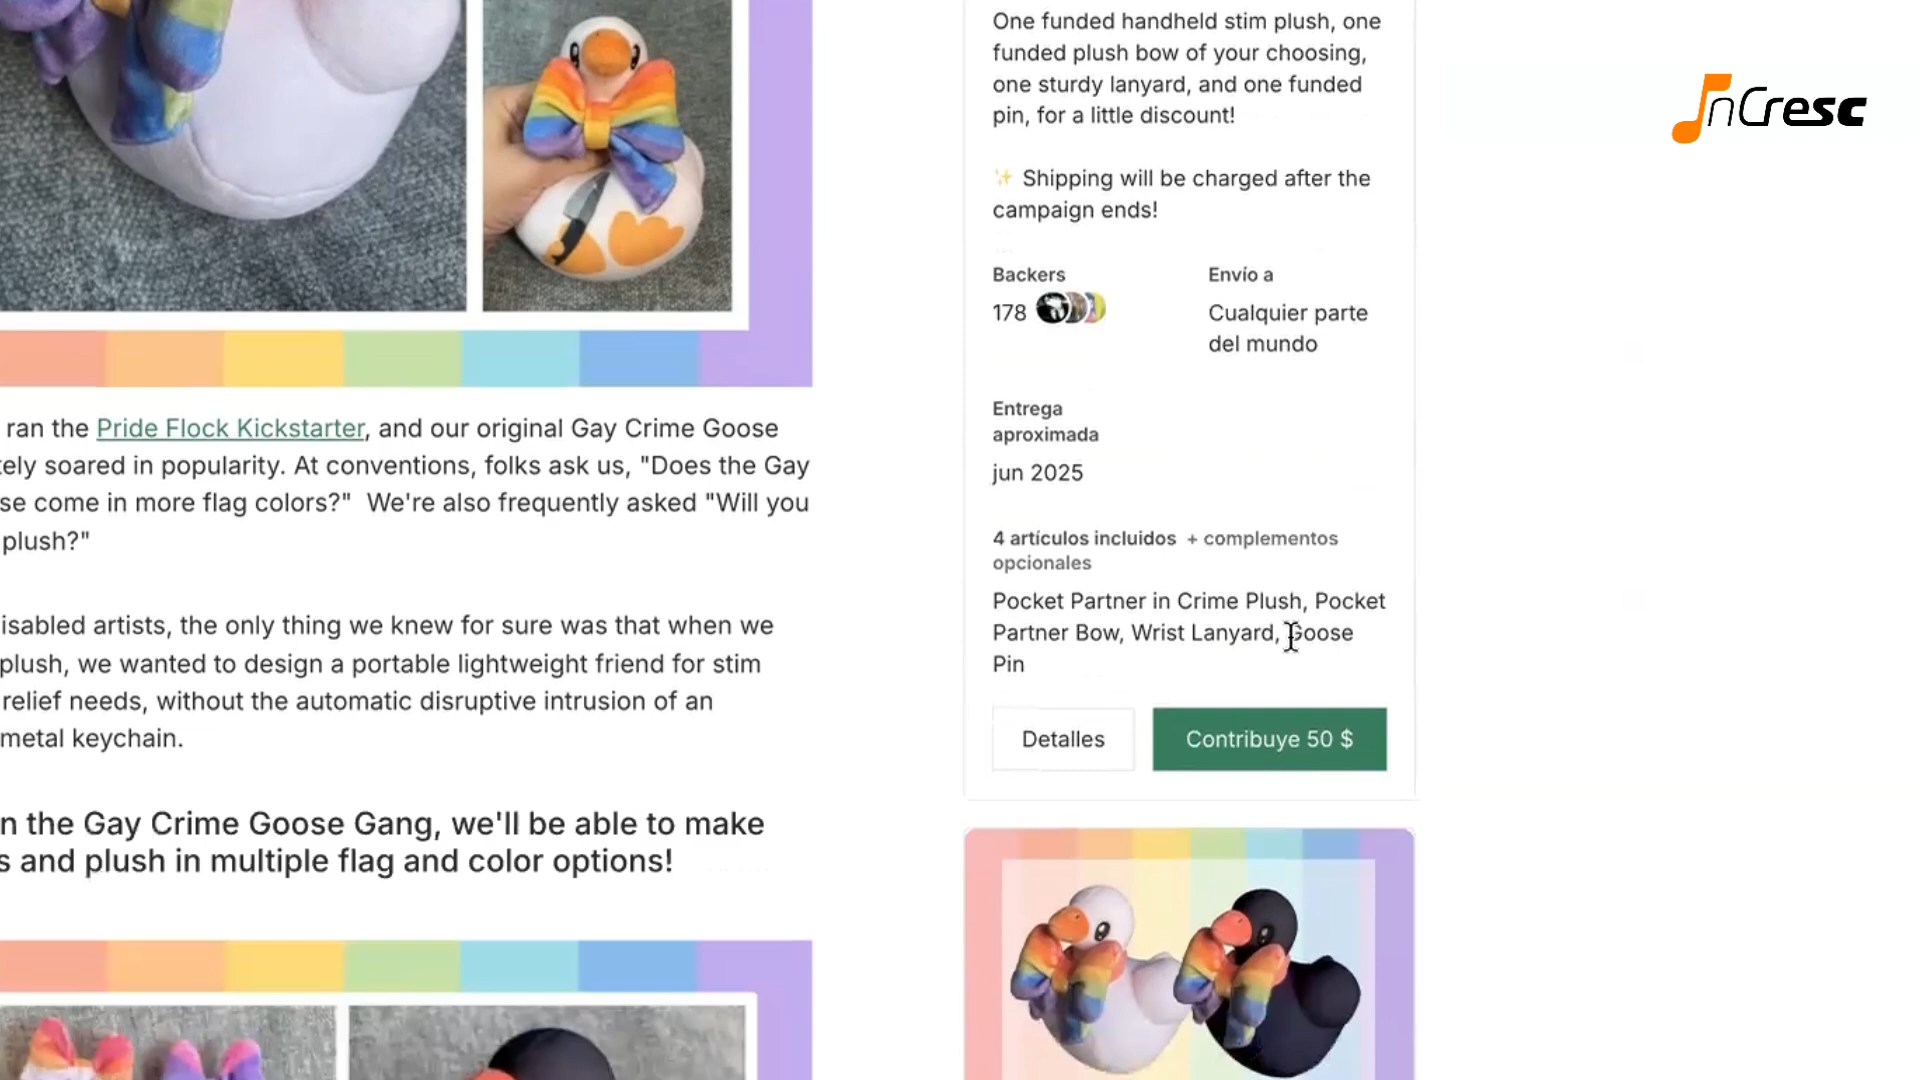 ran the Pride Flock Kickstarter, and our original Gay Crime Goose
tely soared in popularity. At conventions, folks ask us, "Does the Gay
se come in more flag colors?" We're also frequently asked "Will you
plush?"
isabled artists, the only thing we knew for sure was that when we
plush, we wanted to design a portable lightweight friend for stim
relief needs, without the automatic disruptive intrusion of an
metal keychain.
n the Gay Crime Goose Gang, we'll be able to make
s and plush in multiple flag and color options!
One funded handheld stim plush, one
funded plush bow of your choosing,
one sturdy lanyard, and one funded
pin, for a little discount!
✨ Shipping will be charged after the
campaign ends!
Backers
178
Envío a
Cualquier parte
del mundo
Entrega
aproximada
jun 2025
4 artículos incluidos + complementos
opcionales
Pocket Partner in Crime Plush, Pocket
Partner Bow, Wrist Lanyard, Goose
Pin
Detalles
Contribuye 50 $
nCresc